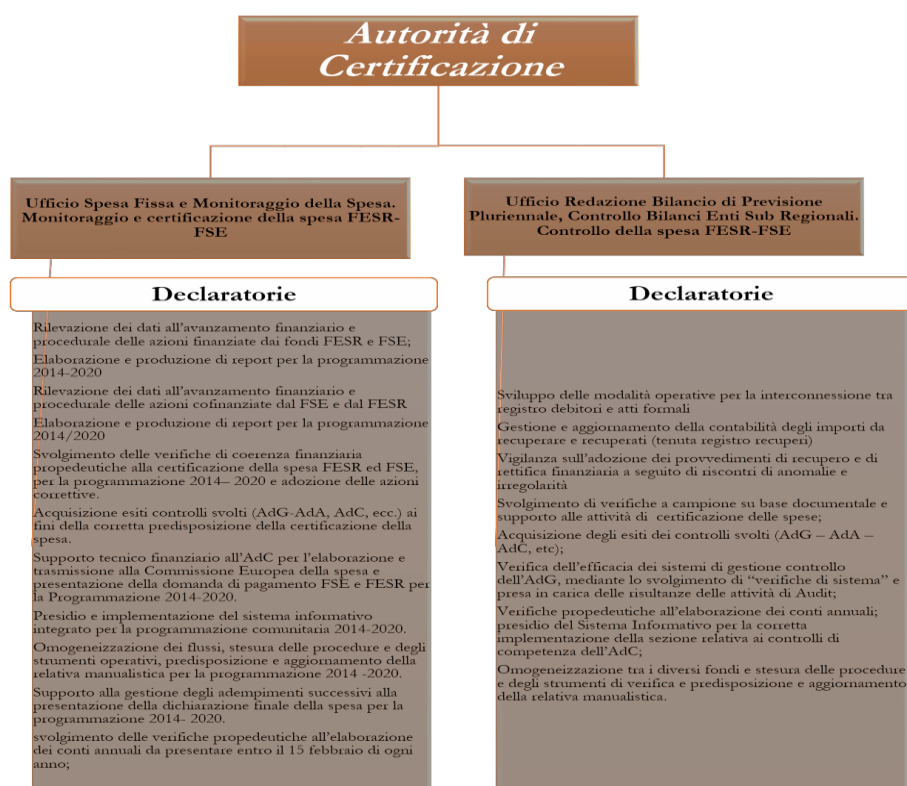 Autorità di
Certificazione
Ufficio Spesa Fissa e Monitoraggio della Spesa.
Monitoraggio e certificazione della spesa FESR-
FSE
Declaratorie
Rilevazione dei dati all'avanzamento finanziario e
procedurale delle azioni finanziate dai fondi FESR e FSE;
Elaborazione e produzione di report per la programmazione
2014-2020
Rilevazione dei dati all'avanzamento finanziario e
procedurale delle azioni cofinanziate dal FSE e dal FESR
Elaborazione e produzione di report per la programmazione
2014/2020
Svolgimento delle verifiche di coerenza finanziaria
propedeutiche alla certificazione della spesa FESR ed FSE,
per la programmazione 2014– 2020 e adozione delle azioni
correttive.
Acquisizione esiti controlli svolti (AdG-AdA, AdC, ecc.) ai
fini della corretta predisposizione della certificazione della
spesa.
Supporto tecnico finanziario all'AdC per l'elaborazione e
trasmissione alla Commissione Europea della spesa e
presentazione della domanda di pagamento FSE e FESR per
la Programmazione 2014-2020.
Presidio e implementazione del sistema informativo
integrato per la programmazione comunitaria 2014-2020.
Omogeneizzazione dei flussi, stesura delle procedure e degli
strumenti operativi, predisposizione e aggiornamento della
relativa manualistica per la programmazione 2014 -2020.
Supporto alla gestione degli adempimenti successivi alla
presentazione della dichiarazione finale della spesa per la
programmazione 2014- 2020.
svolgimento delle verifiche propedeutiche all'elaborazione
dei conti annuali da presentare entro il 15 febbraio di ogni
anno;
Ufficio Redazione Bilancio di Previsione
Pluriennale, Controllo Bilanci Enti Sub Regionali.
Controllo della spesa FESR-FSE
Declaratorie
Sviluppo delle modalità operative per la interconnessione tra
registro debitori e atti formali
Gestione e aggiornamento della contabilità degli importi da
recuperare e recuperati (tenuta registro recuperi)
Vigilanza sull'adozione dei provvedimenti di recupero e di
rettifica finanziaria a seguito di riscontri di anomalie e
irregolarità
Svolgimento di verifiche a campione su base documentale e
supporto alle attività di certificazione delle spese;
Acquisizione degli esiti dei controlli svolti (AdG – AdA –
AdC, etc);
Verifica dell'efficacia dei sistemi di gestione controllo
dell'AdG, mediante lo svolgimento di “verifiche di sistema” e
presa in carica delle risultanze delle attività di Audit;
Verifiche propedeutiche all'elaborazione dei conti annuali;
presidio del Sistema Informativo per la corretta
implementazione della sezione relativa ai controlli di
competenza dell'AdC;
Omogeneizzazione tra i diversi fondi e stesura delle procedure
e degli strumenti di verifica e predisposizione e aggiornamento
della relativa manualistica.